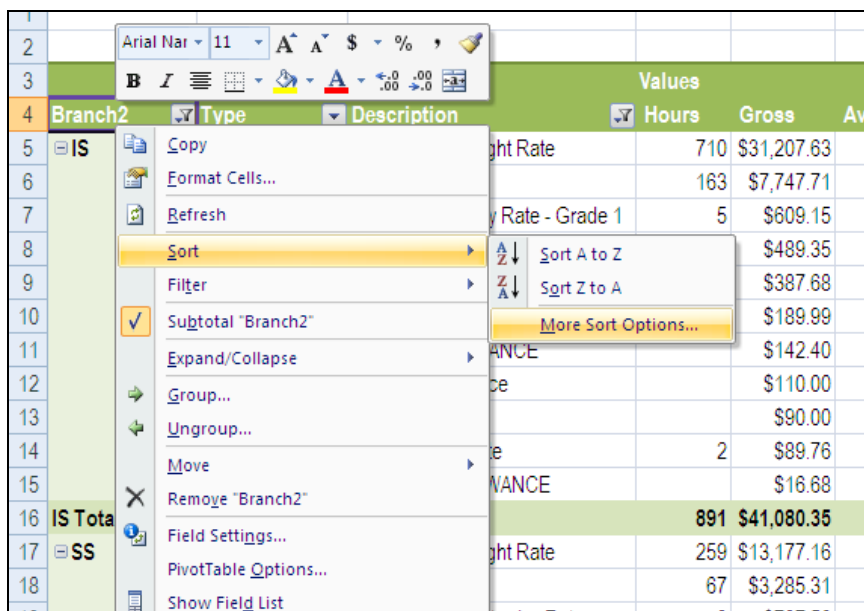 1
2 Arial Nar 11 A A $ % ,
3 B I A .00 .00 a Values
4 Branch2 Type Description Hours Gross
5 IS Copy ght Rate 710 $31,207.63
6 Format Cells... 163 $7,747.71
7 Refresh y Rate - Grade 1 5 $609.15
8 Sort Sort A to Z $489.35
9 Filter Sort Z to A $387.68
10 Subtotal "Branch2" More Sort Options... $189.99
11 Expand/Collapse ANCE $142.40
12 Group... ce $110.00
13 Ungroup... $90.00
14 Move te 2 $89.76
15 Remove "Branch2" WANCE $16.68
16 IS Tota 891 $41,080.35
17 SS Field Settings... ght Rate 259 $13,177.16
18 PivotTable Options... 67 $3,285.31
Show Field List